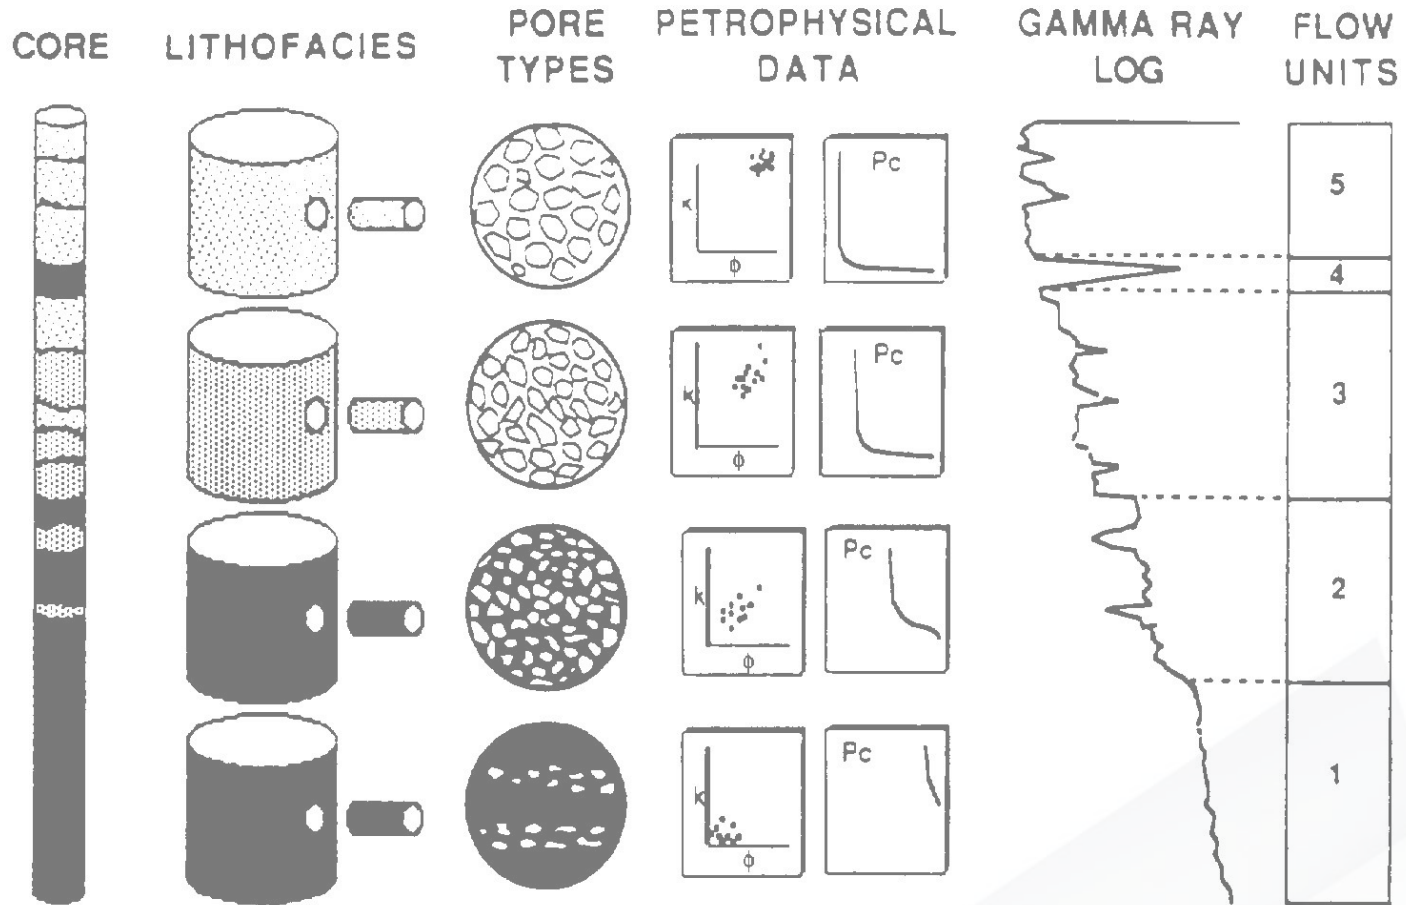 CORE
LITHOFACIES
PORE
TYPES
PETROPHYSICAL
DATA
GAMMA RAY
LOG
FLOW
UNITS
K
Φ
Pc
5
4
K
Φ
Pc
3
K
Φ
Pc
2
K
Φ
Pc
1